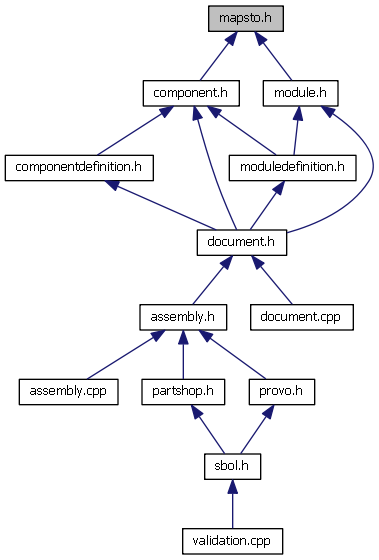 mapsto.h
component.h
module.h
componentdefinition.h
moduledefinition.h
document.h
assembly.h
document.cpp
assembly.cpp
partshop.h
provo.h
sbol.h
validation.cpp